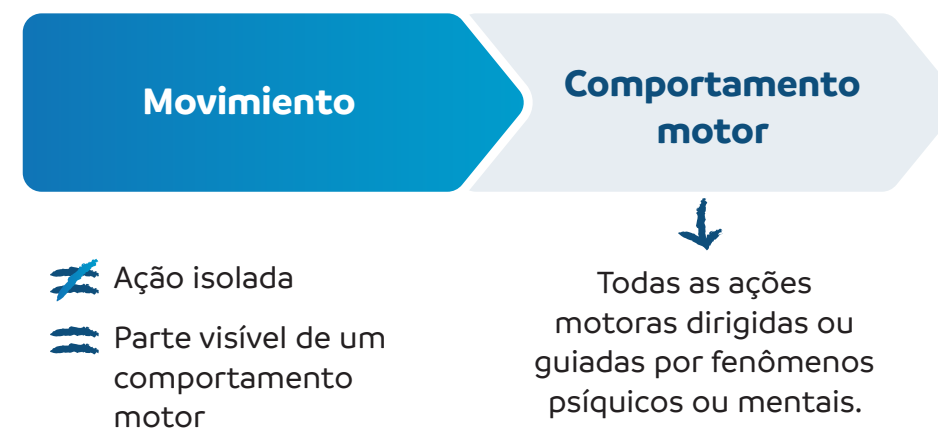 Movimiento
Comportamento
motor
Ação isolada
Parte visível de um
comportamento
motor
Todas as ações
motoras dirigidas ou
guiadas por fenômenos
psíquicos ou mentais.